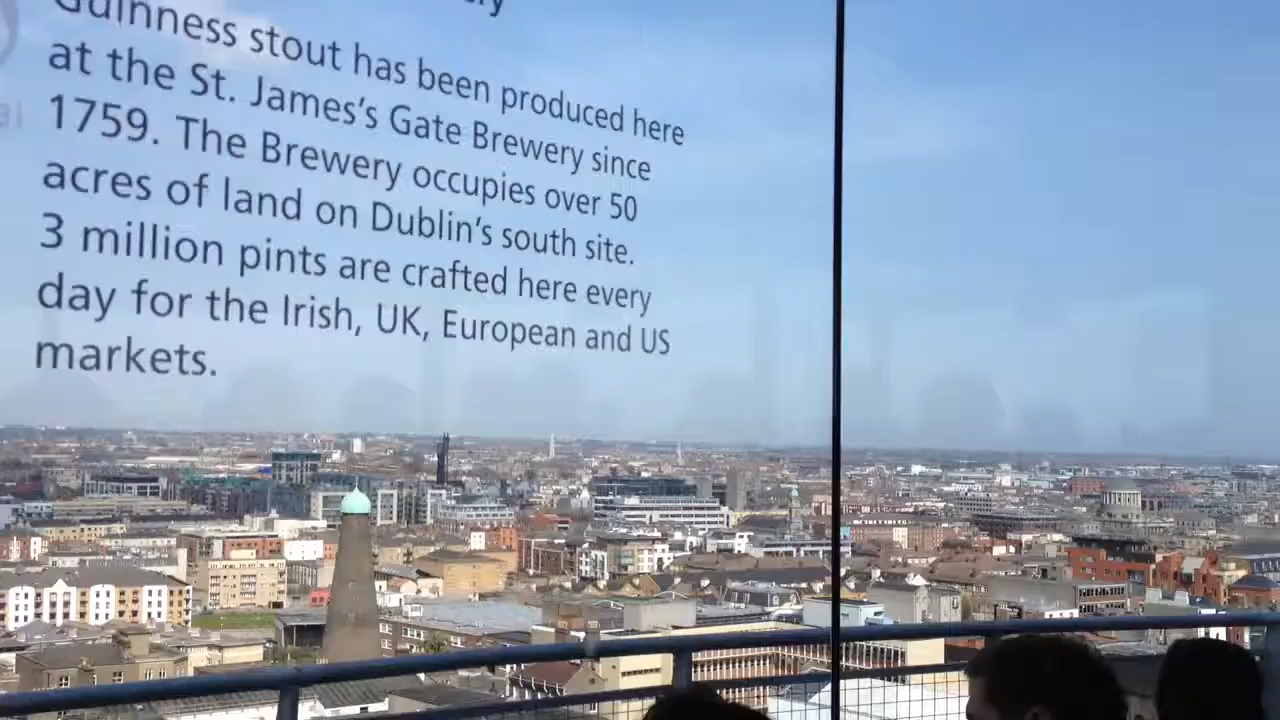 Guinness stout has been produced here
at the St. James's Gate Brewery since
1759. The Brewery occupies over 50
acres of land on Dublin's south site.
3 million pints are crafted here every
day for the Irish, UK, European and US
markets.